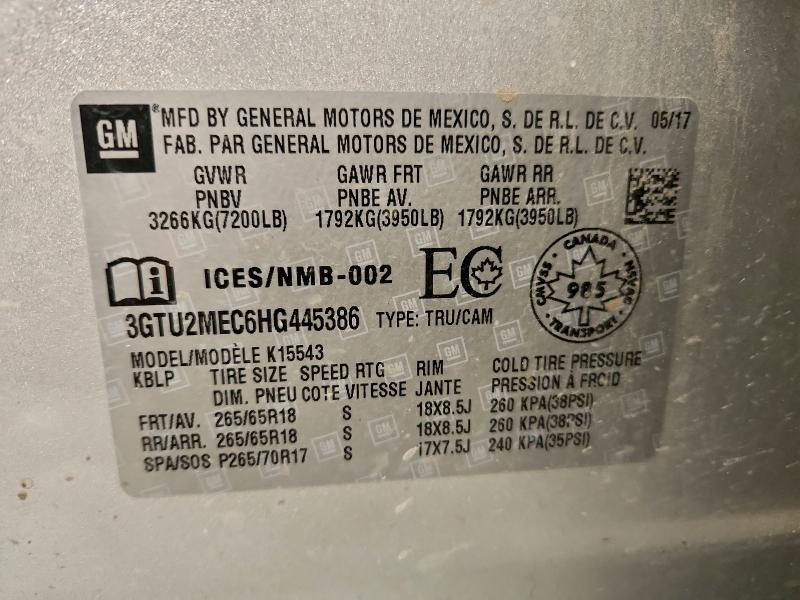 GM
®MFD BY GENERAL MOTORS DE MEXICO, S. DE R.L. DE C.V. 05/17
FAB. PAR GENERAL MOTORS DE MEXICO, S. DE R.L. DE C.V.
GVWR GAWR FRT GAWR RR
PNBV PNBE AV. PNBE ARR.
3266KG(7200LB) 1792KG(3950LB) 1792KG(3950LB)
i ICES/NMB-002 EC
CANADA
CMVSS 985 NSVAC
TRANSPORT
3GTU2MEC6HG445386 TYPE: TRU/CAM
MODEL/MODÈLE K15543
KBLP TIRE SIZE SPEED RTG RIM COLD TIRE PRESSURE
DIM. PNEU COTE VITESSE JANTE PRESSION À FROID
FRT/AV. 265/65R18 S 18X8.5J 260 KPA(38PSI)
RR/ARR. 265/65R18 S 18X8.5J 260 KPA(38PSI)
SPA/SOS P265/70R17 S 17X7.5J 240 KPA(35PSI)